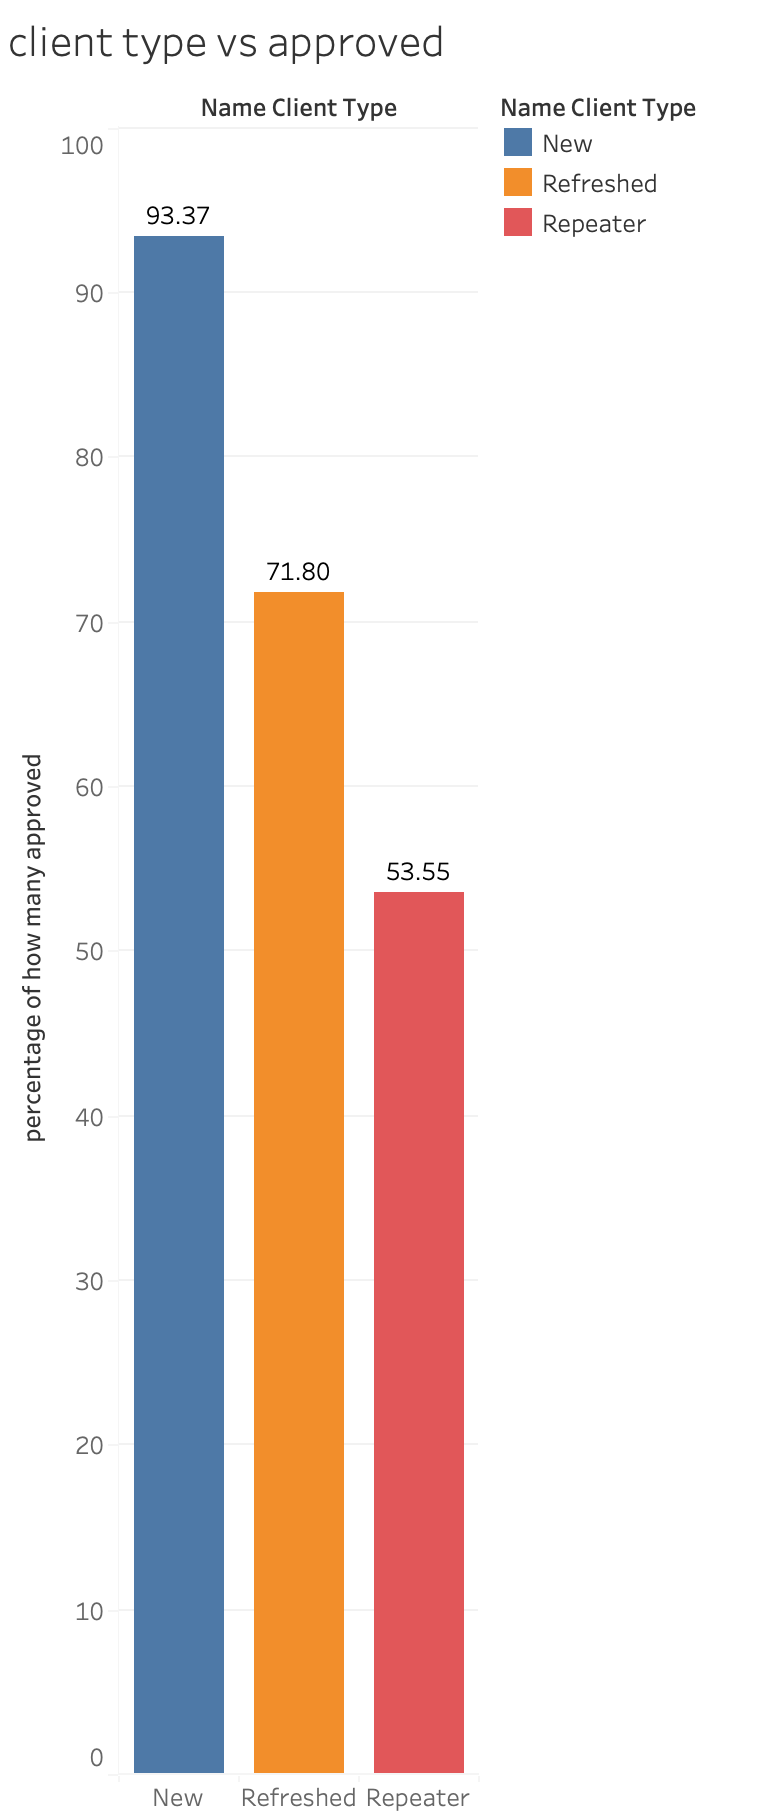 client type vs approved
Name Client Type
Name Client Type
New
Refreshed
Repeater
100
90
80
70
60
50
40
30
20
10
0
percentage of how many approved
93.37
71.80
53.55
New
Refreshed
Repeater